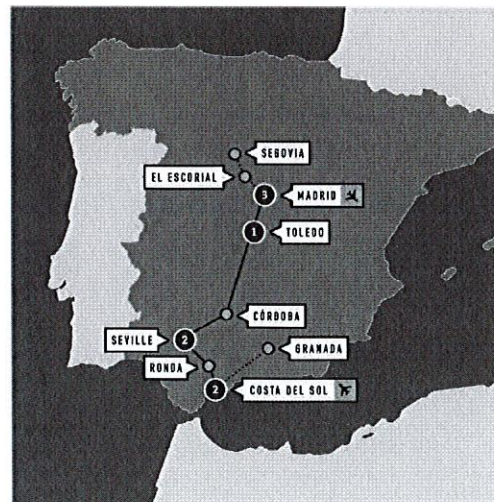 SEGOVIA
EL ESCORIAL
3 MADRID
1 TOLEDO
CÓRDOBA
SEVILLE 2
GRANADA
RONDA
2 COSTA DEL SOL